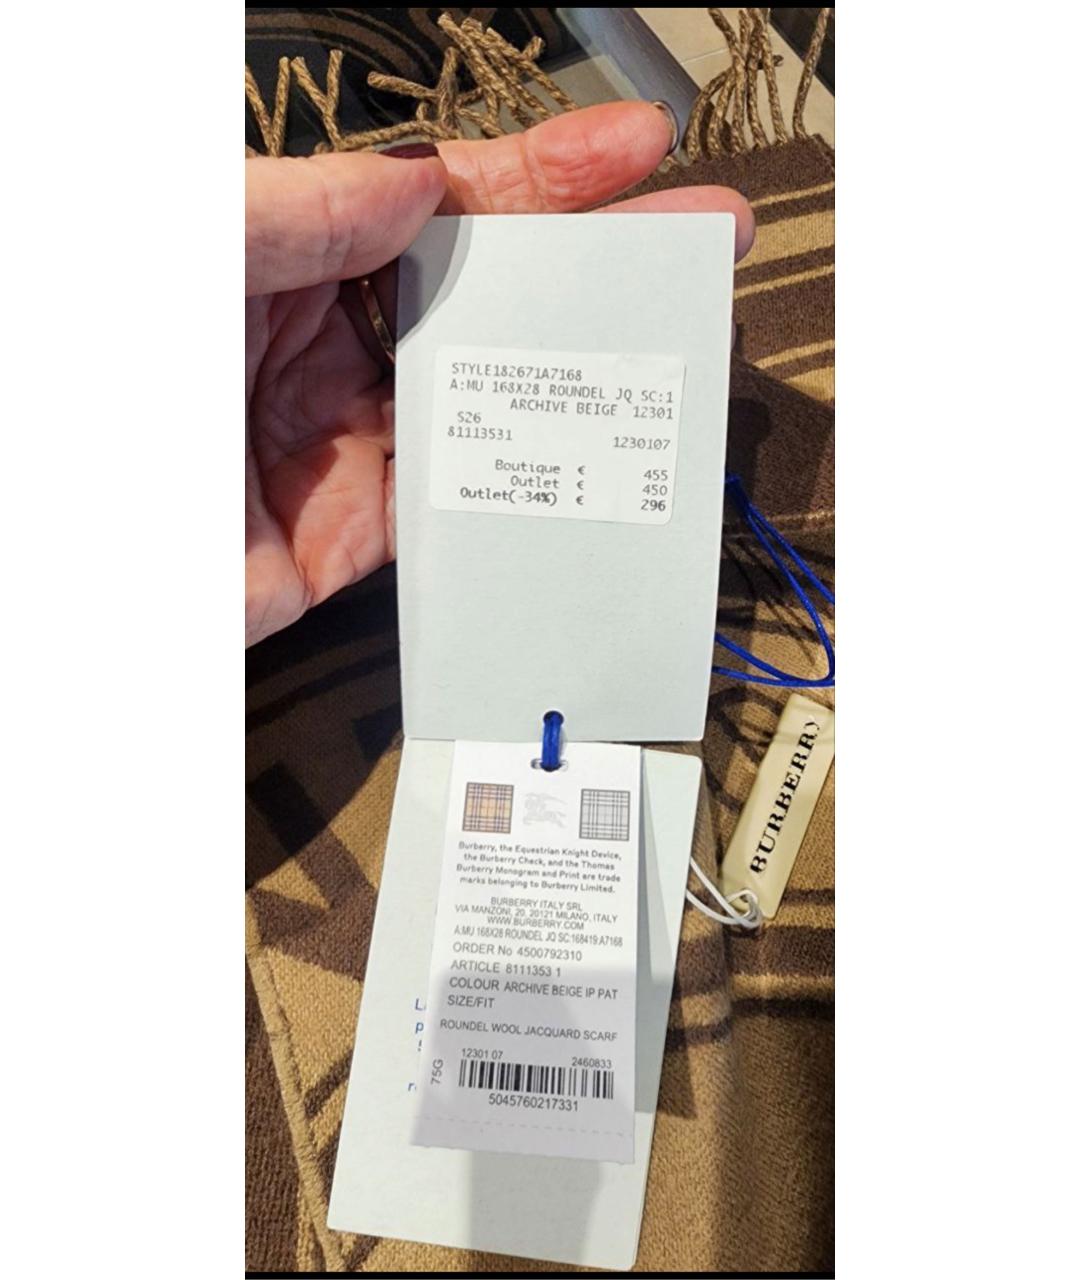 STYLE182671A7168
A:MU 168X28 ROUNDEL JQ SC:1
ARCHIVE BEIGE 12301
S26
81113531 1230107
Boutique € 455
Outlet € 450
Outlet(-34%) € 296
BURBERRY
Burberry, the Equestrian Knight Device,
the Burberry Check, and the Thomas
Burberry Monogram and Print are trade
marks belonging to Burberry Limited.
BURBERRY ITALY SRL
VIA MANZONI, 20, 20121 MILANO, ITALY
WWW.BURBERRY.COM
A:MU 168X28 ROUNDEL JQ SC:168419:A7168
ORDER No 4500792310
ARTICLE 8111353 1
COLOUR ARCHIVE BEIGE IP PAT
SIZE/FIT
ROUNDEL WOOL JACQUARD SCARF
12301 07 2460833
75G
5045760217331